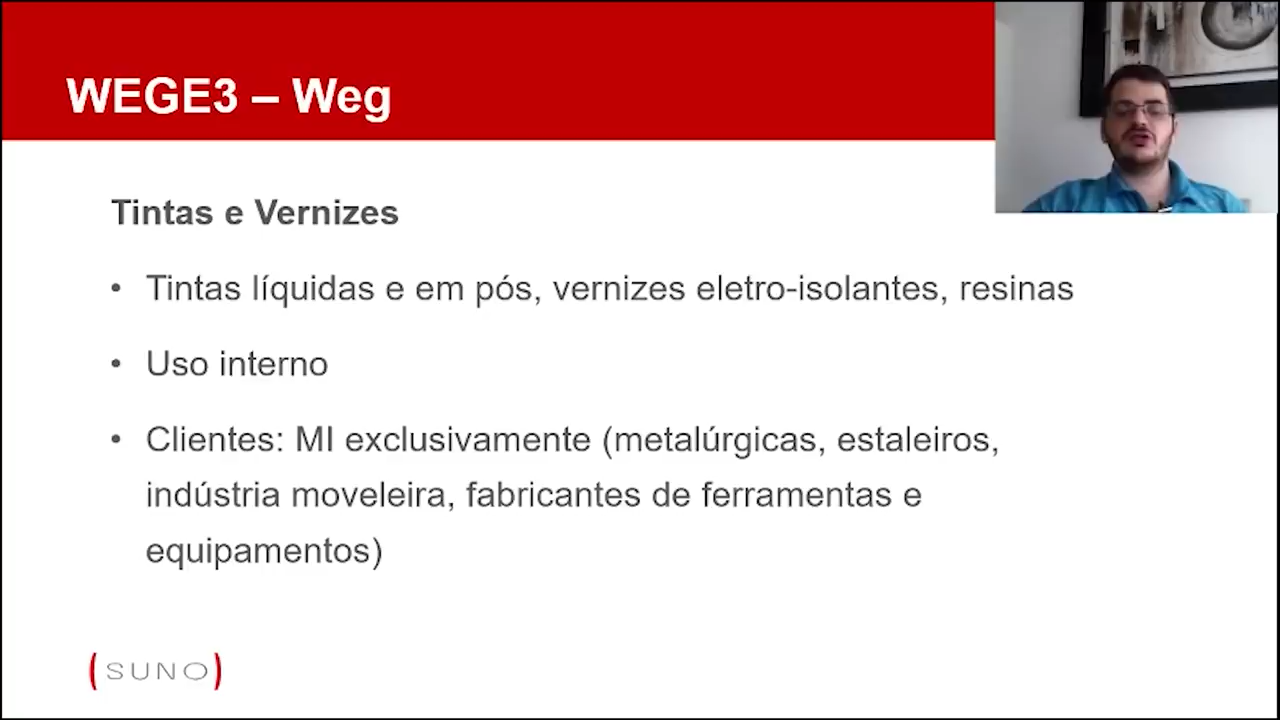 WEGE3 – Weg
Tintas e Vernizes
• Tintas líquidas e em pós, vernizes eletro-isolantes, resinas
• Uso interno
• Clientes: MI exclusivamente (metalúrgicas, estaleiros,
indústria moveleira, fabricantes de ferramentas e
equipamentos)
(SUNO)